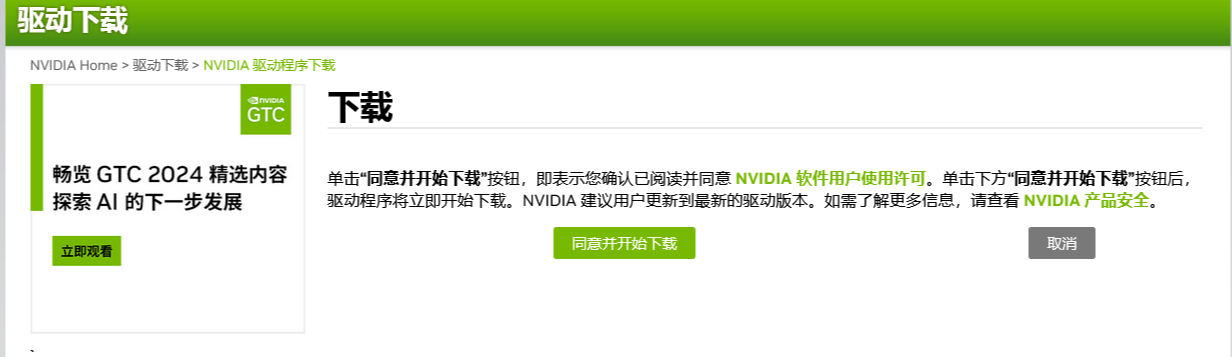 驱动下载
NVIDIA Home > 驱动下载 > NVIDIA 驱动程序下载
NVIDIA
GTC
畅览 GTC 2024 精选内容
探索 AI 的下一步发展
立即观看
下载
单击“同意并开始下载”按钮，即表示您确认已阅读并同意 NVIDIA 软件用户使用许可。单击下方“同意并开始下载”按钮后，
驱动程序将立即开始下载。NVIDIA 建议用户更新到最新的驱动版本。如需了解更多信息，请查看 NVIDIA 产品安全。
同意并开始下载
取消
`